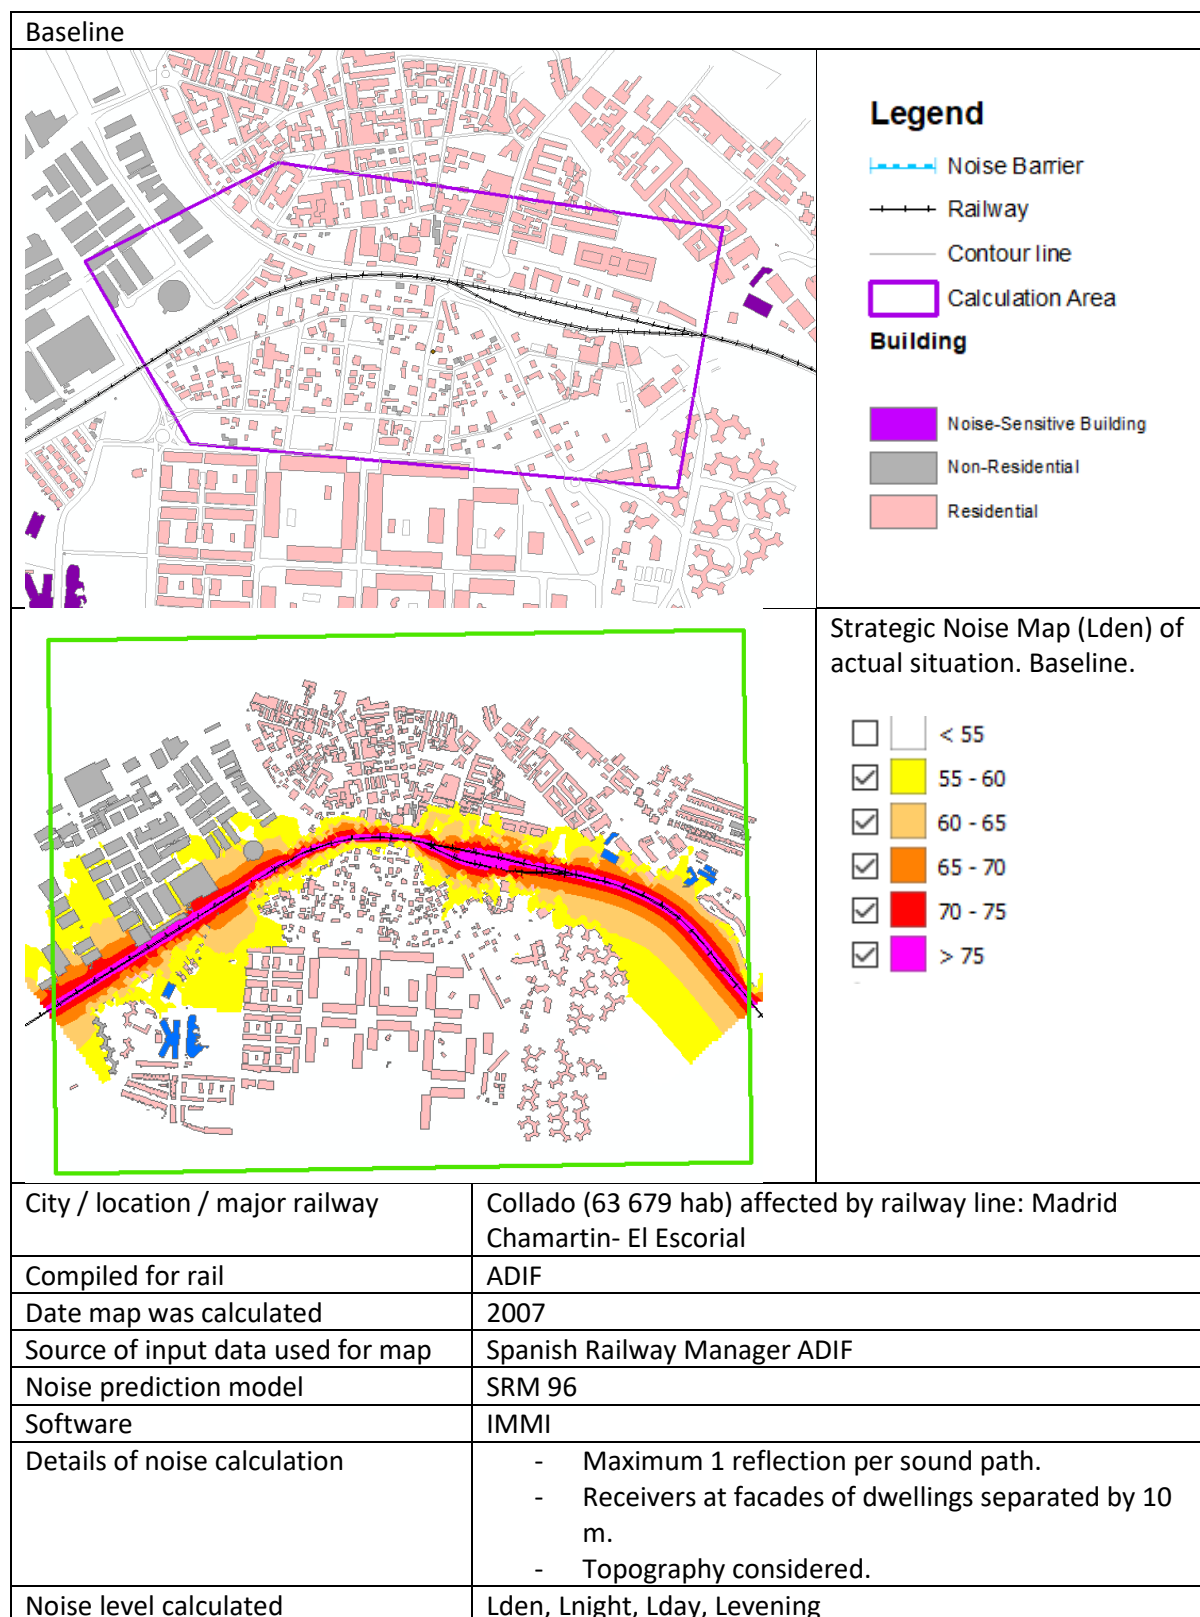 Baseline
Legend
Noise Barrier
Railway
Contour line
Calculation Area
Building
Noise-Sensitive Building
Non-Residential
Residential
Strategic Noise Map (Lden) of
actual situation. Baseline.
< 55
55 - 60
60 - 65
65 - 70
70 - 75
> 75
City / location / major railway
Collado (63 679 hab) affected by railway line: Madrid
Chamartin- El Escorial
Compiled for rail
ADIF
Date map was calculated
2007
Source of input data used for map
Spanish Railway Manager ADIF
Noise prediction model
SRM 96
Software
IMMI
Details of noise calculation
- Maximum 1 reflection per sound path.
- Receivers at facades of dwellings separated by 10
m.
- Topography considered.
Noise level calculated
Lden, Lnight, Lday, Levening